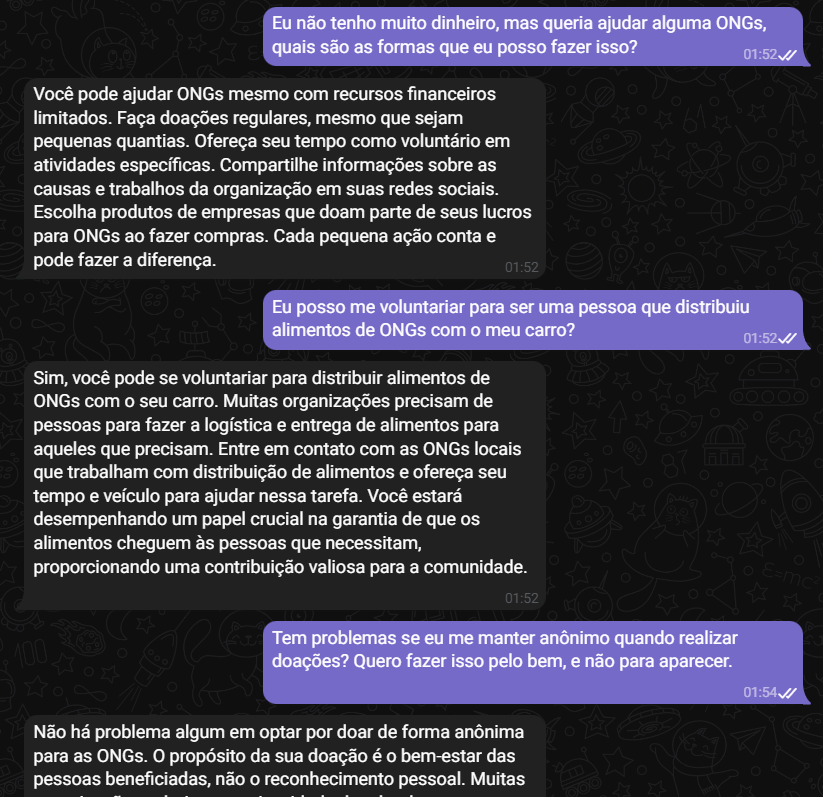 Eu não tenho muito dinheiro, mas queria ajudar alguma ONGs,
quais são as formas que eu posso fazer isso?
01:52
Você pode ajudar ONGs mesmo com recursos financeiros
limitados. Faça doações regulares, mesmo que sejam
pequenas quantias. Ofereça seu tempo como voluntário em
atividades específicas. Compartilhe informações sobre as
causas e trabalhos da organização em suas redes sociais.
Escolha produtos de empresas que doam parte de seus lucros
para ONGs ao fazer compras. Cada pequena ação conta e
pode fazer a diferença.
01:52
Eu posso me voluntariar para ser uma pessoa que distribuiu
alimentos de ONGs com o meu carro?
01:52
Sim, você pode se voluntariar para distribuir alimentos de
ONGs com o seu carro. Muitas organizações precisam de
pessoas para fazer a logística e entrega de alimentos para
aqueles que precisam. Entre em contato com as ONGs locais
que trabalham com distribuição de alimentos e ofereça seu
tempo e veículo para ajudar nessa tarefa. Você estará
desempenhando um papel crucial na garantia de que os
alimentos cheguem às pessoas que necessitam,
proporcionando uma contribuição valiosa para a comunidade.
01:52
Tem problemas se eu me manter anônimo quando realizar
doações? Quero fazer isso pelo bem, e não para aparecer.
01:54
Não há problema algum em optar por doar de forma anônima
para as ONGs. O propósito da sua doação é o bem-estar das
pessoas beneficiadas, não o reconhecimento pessoal. Muitas